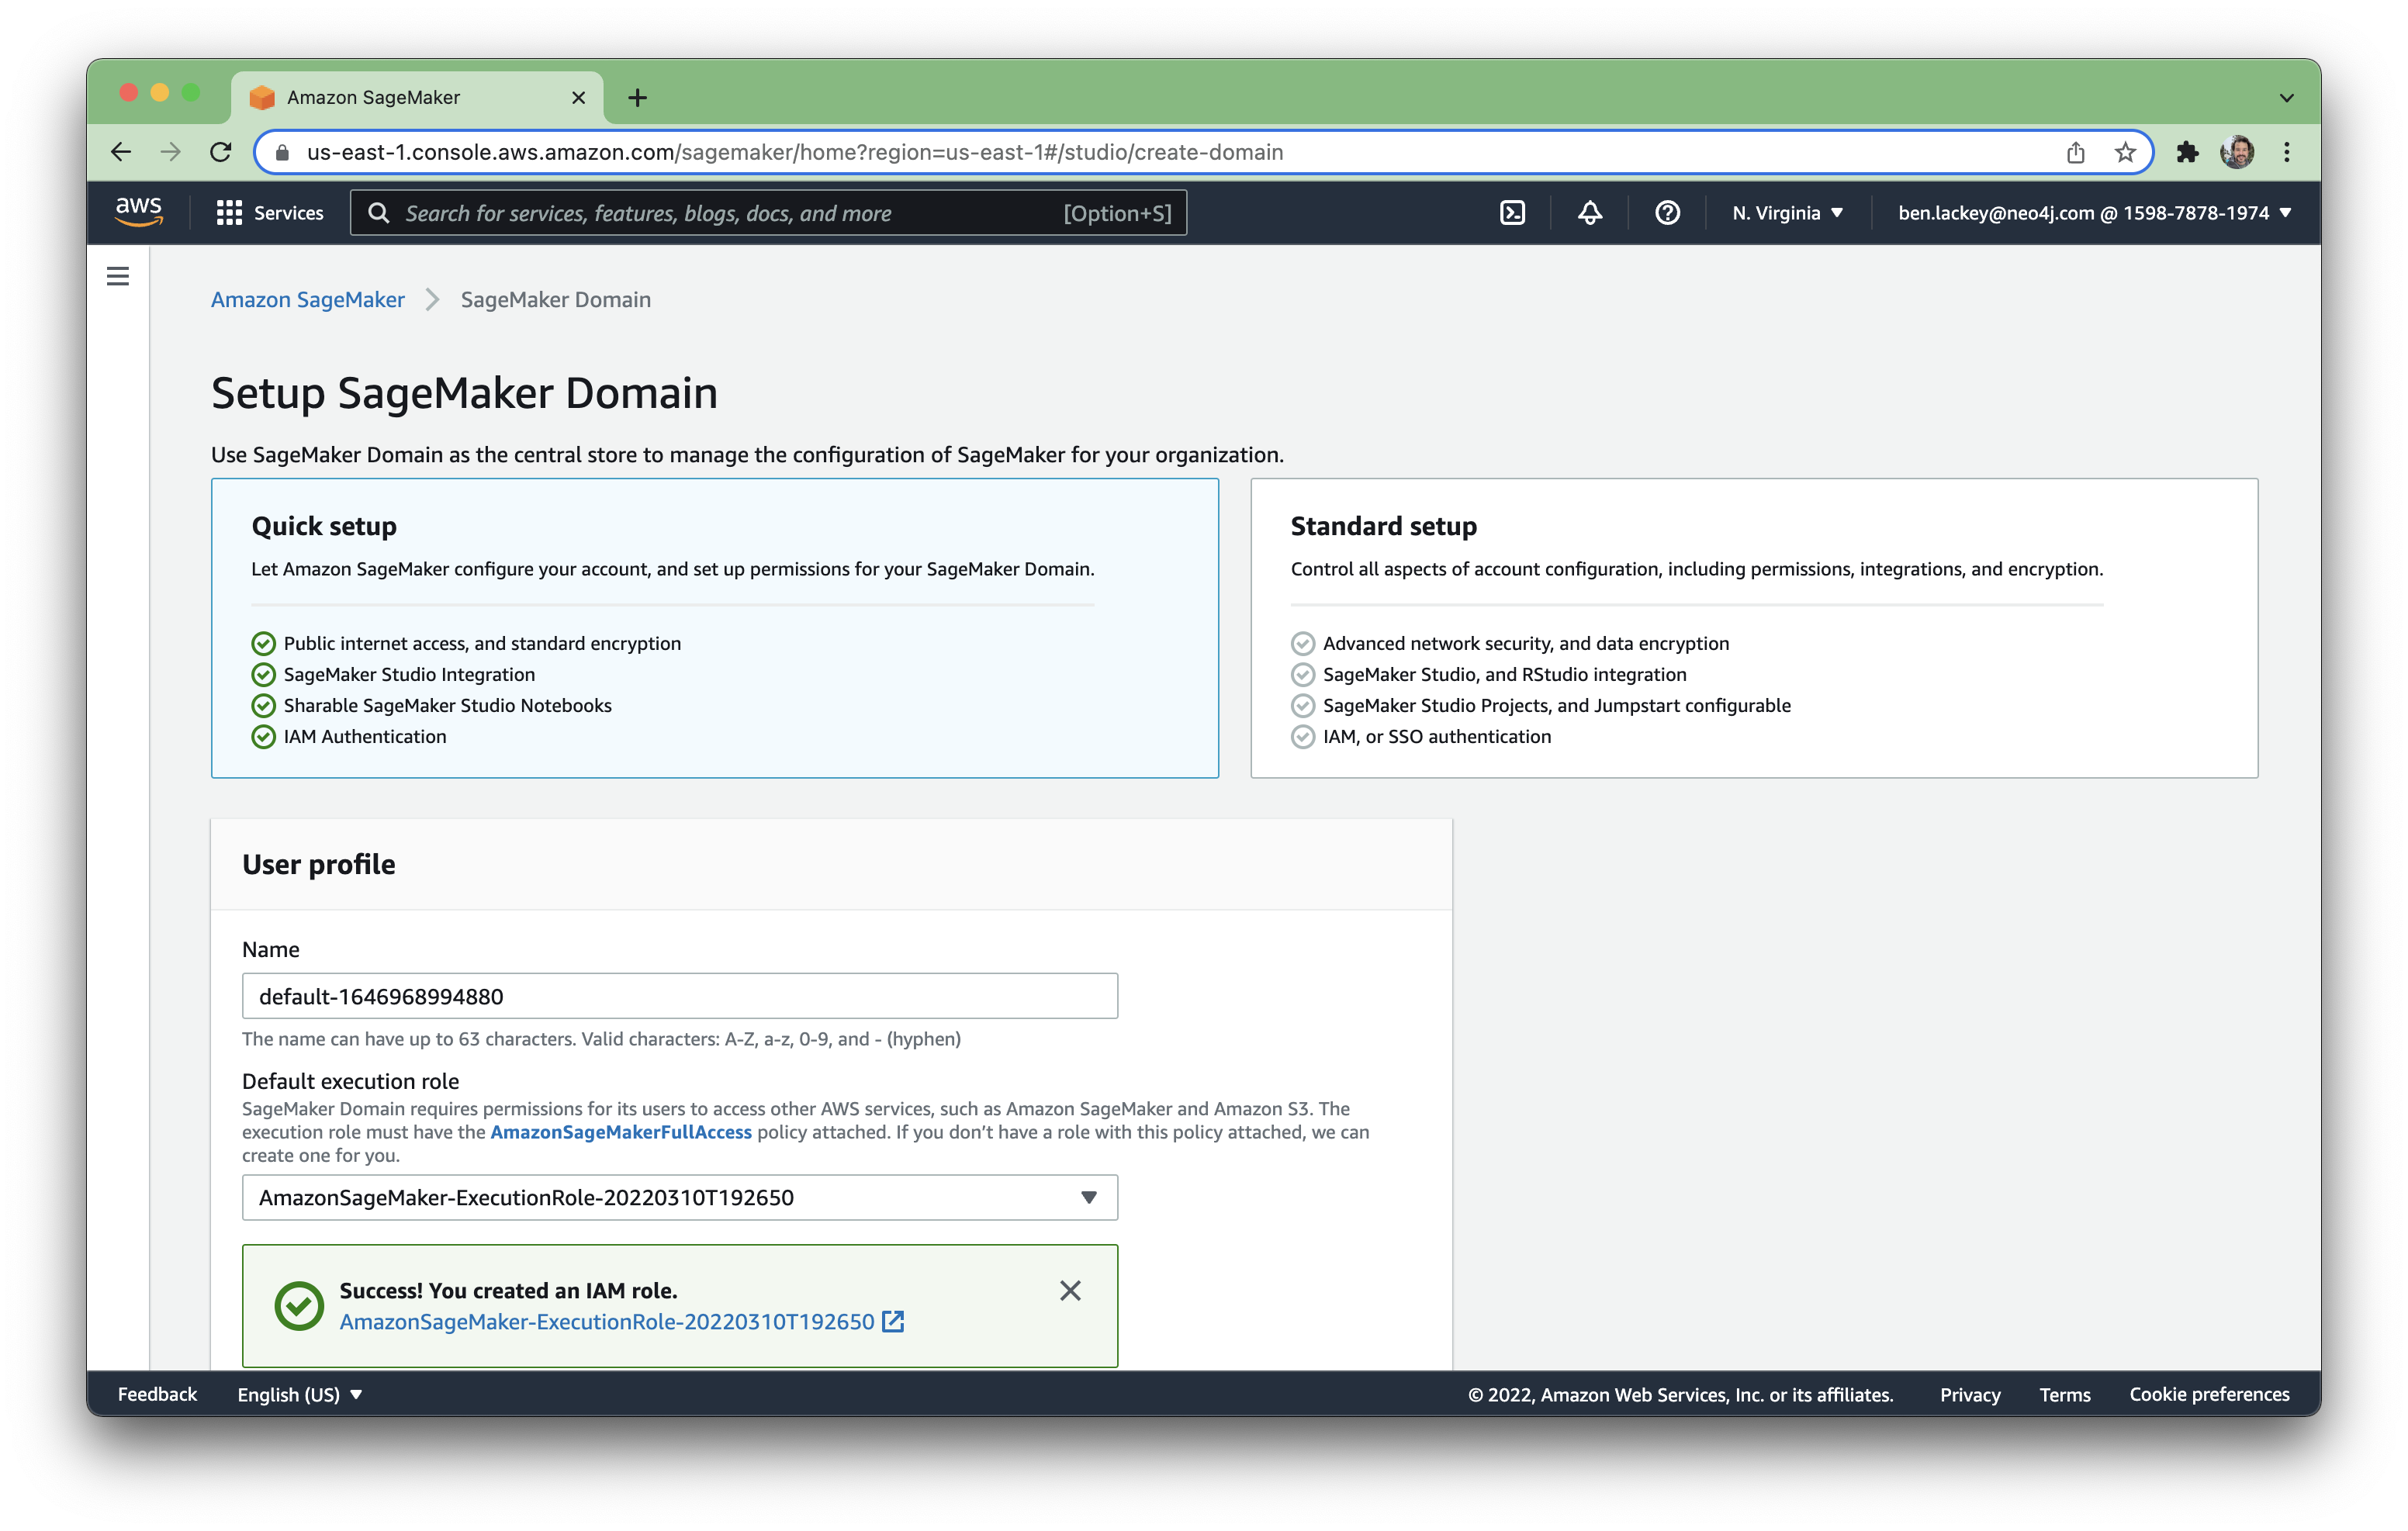 Amazon SageMaker
us-east-1.console.aws.amazon.com/sagemaker/home?region=us-east-1#/studio/create-domain
aws
Services
Search for services, features, blogs, docs, and more
[Option+S]
N. Virginia
ben.lackey@neo4j.com @ 1598-7878-1974
Amazon SageMaker
SageMaker Domain
Setup SageMaker Domain
Use SageMaker Domain as the central store to manage the configuration of SageMaker for your organization.
Quick setup
Let Amazon SageMaker configure your account, and set up permissions for your SageMaker Domain.
Public internet access, and standard encryption
SageMaker Studio Integration
Sharable SageMaker Studio Notebooks
IAM Authentication
Standard setup
Control all aspects of account configuration, including permissions, integrations, and encryption.
Advanced network security, and data encryption
SageMaker Studio, and RStudio integration
SageMaker Studio Projects, and Jumpstart configurable
IAM, or SSO authentication
User profile
Name
default-1646968994880
The name can have up to 63 characters. Valid characters: A-Z, a-z, 0-9, and - (hyphen)
Default execution role
SageMaker Domain requires permissions for its users to access other AWS services, such as Amazon SageMaker and Amazon S3. The
execution role must have the AmazonSageMakerFullAccess policy attached. If you don’t have a role with this policy attached, we can
create one for you.
AmazonSageMaker-ExecutionRole-20220310T192650
Success! You created an IAM role.
AmazonSageMaker-ExecutionRole-20220310T192650
Feedback
English (US)
© 2022, Amazon Web Services, Inc. or its affiliates.
Privacy
Terms
Cookie preferences